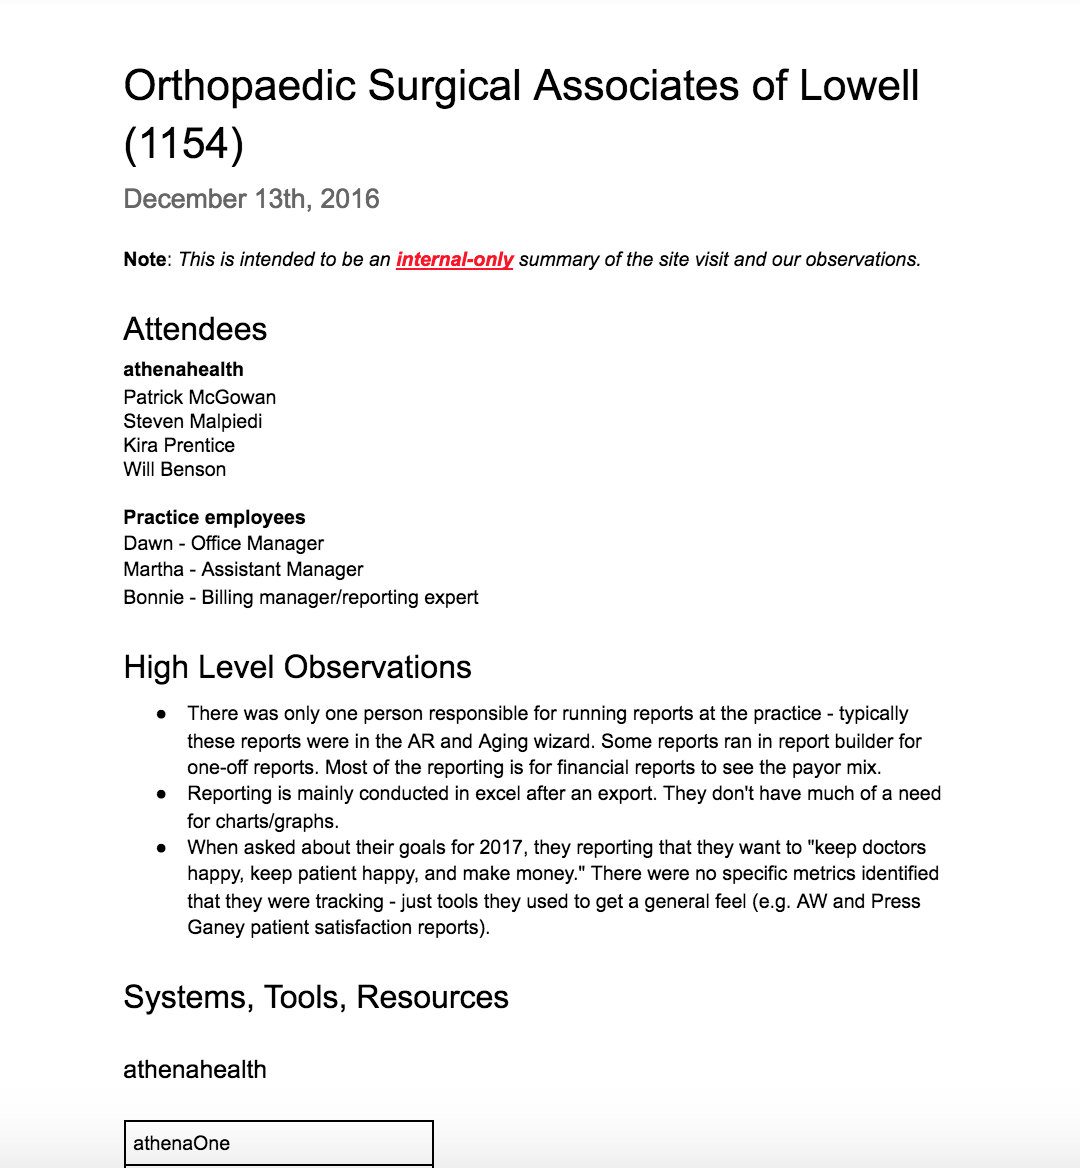 Orthopaedic Surgical Associates of Lowell
(1154)
December 13th, 2016
Note: This is intended to be an internal-only summary of the site visit and our observations.
Attendees
athenahealth
Patrick McGowan
Steven Malpiedi
Kira Prentice
Will Benson
Practice employees
Dawn - Office Manager
Martha - Assistant Manager
Bonnie - Billing manager/reporting expert
High Level Observations
● There was only one person responsible for running reports at the practice - typically
these reports were in the AR and Aging wizard. Some reports ran in report builder for
one-off reports. Most of the reporting is for financial reports to see the payor mix.
● Reporting is mainly conducted in excel after an export. They don't have much of a need
for charts/graphs.
● When asked about their goals for 2017, they reporting that they want to "keep doctors
happy, keep patient happy, and make money." There were no specific metrics identified
that they were tracking - just tools they used to get a general feel (e.g. AW and Press
Ganey patient satisfaction reports).
Systems, Tools, Resources
athenahealth
athenaOne